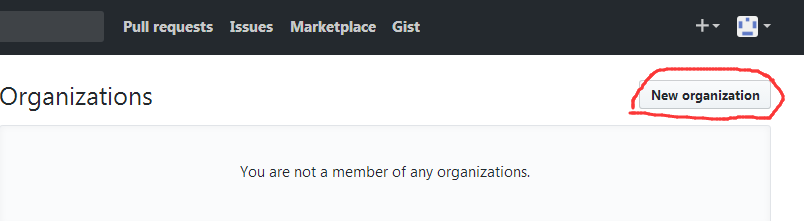 Pull requests Issues Marketplace Gist
Organizations
New organization
You are not a member of any organizations.